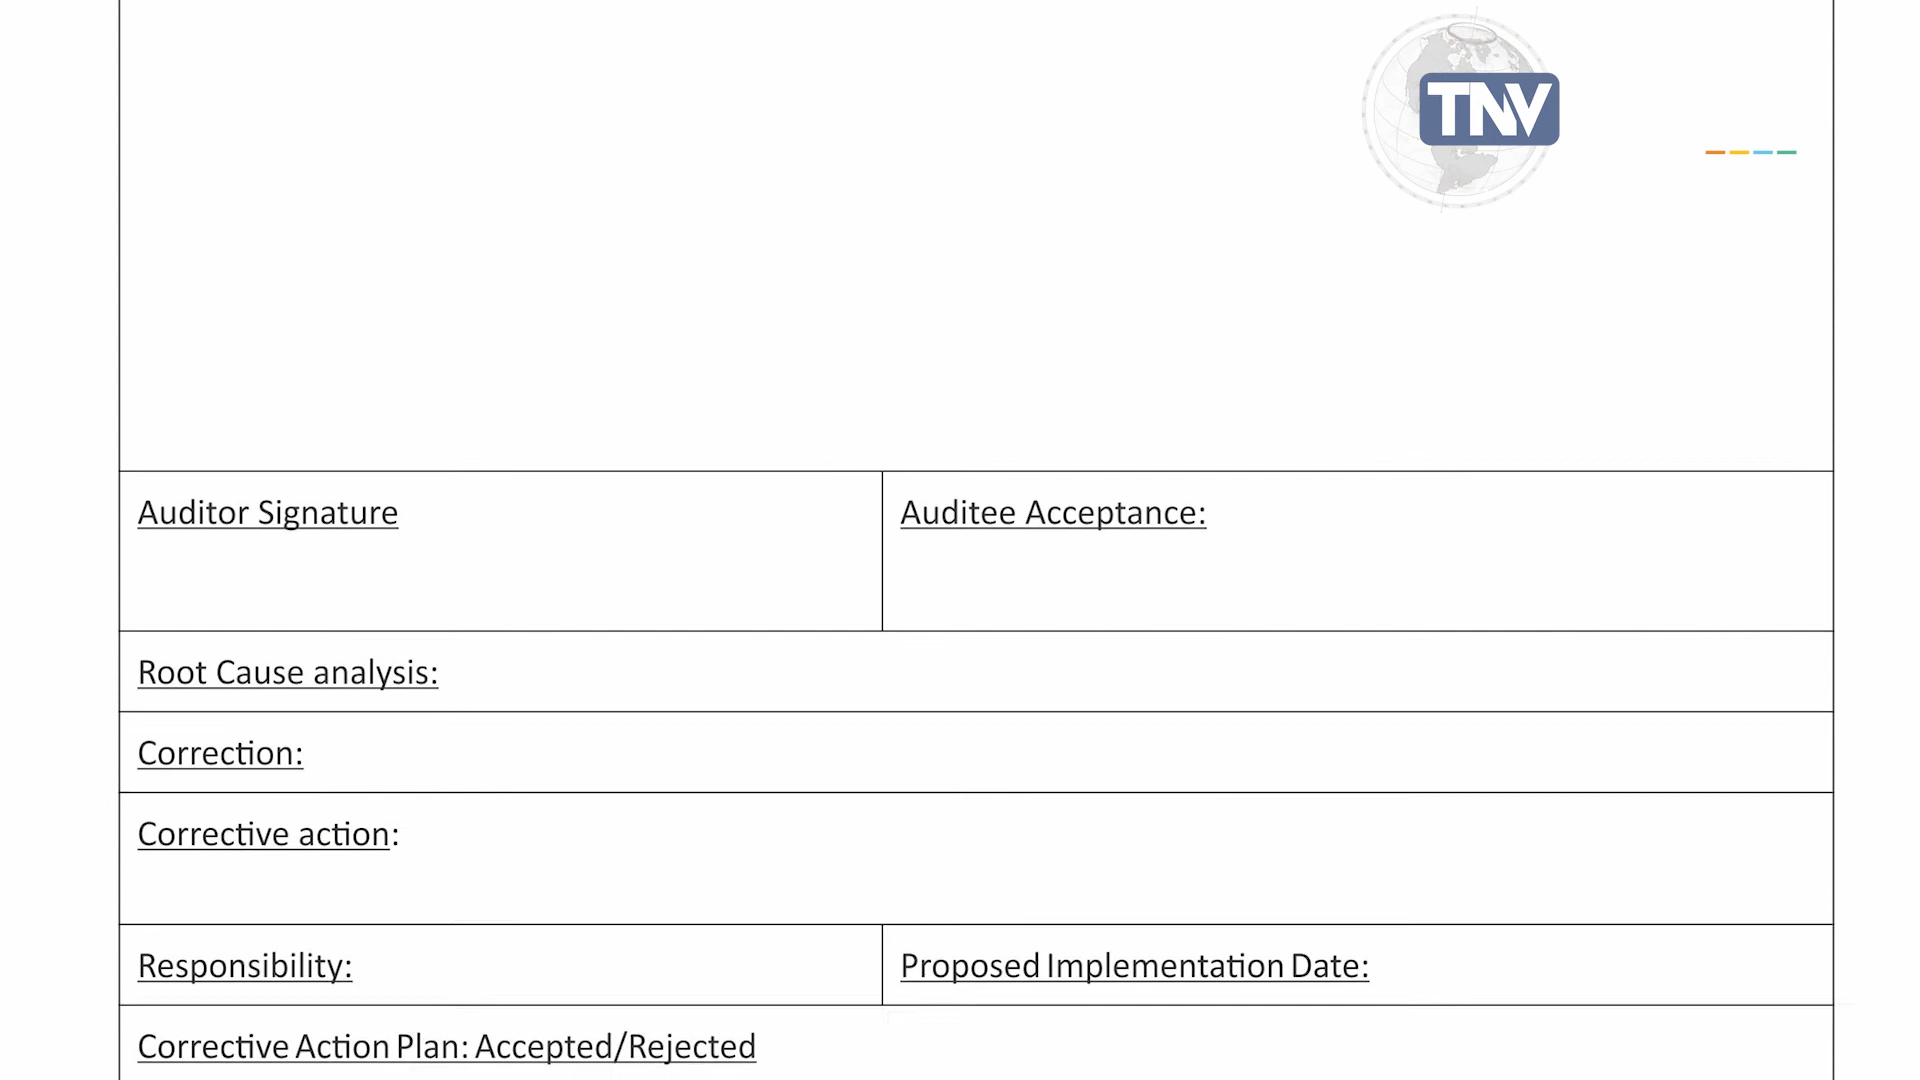 TNV
Auditor Signature
Auditee Acceptance:
Root Cause analysis:
Correction:
Corrective action:
Responsibility:
Proposed Implementation Date:
Corrective Action Plan: Accepted/Rejected